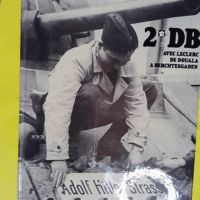 2e DB
AVEC LECLERC
DE DOUALA
A BERCHTESGADEN
Adolf Hitler Strasse